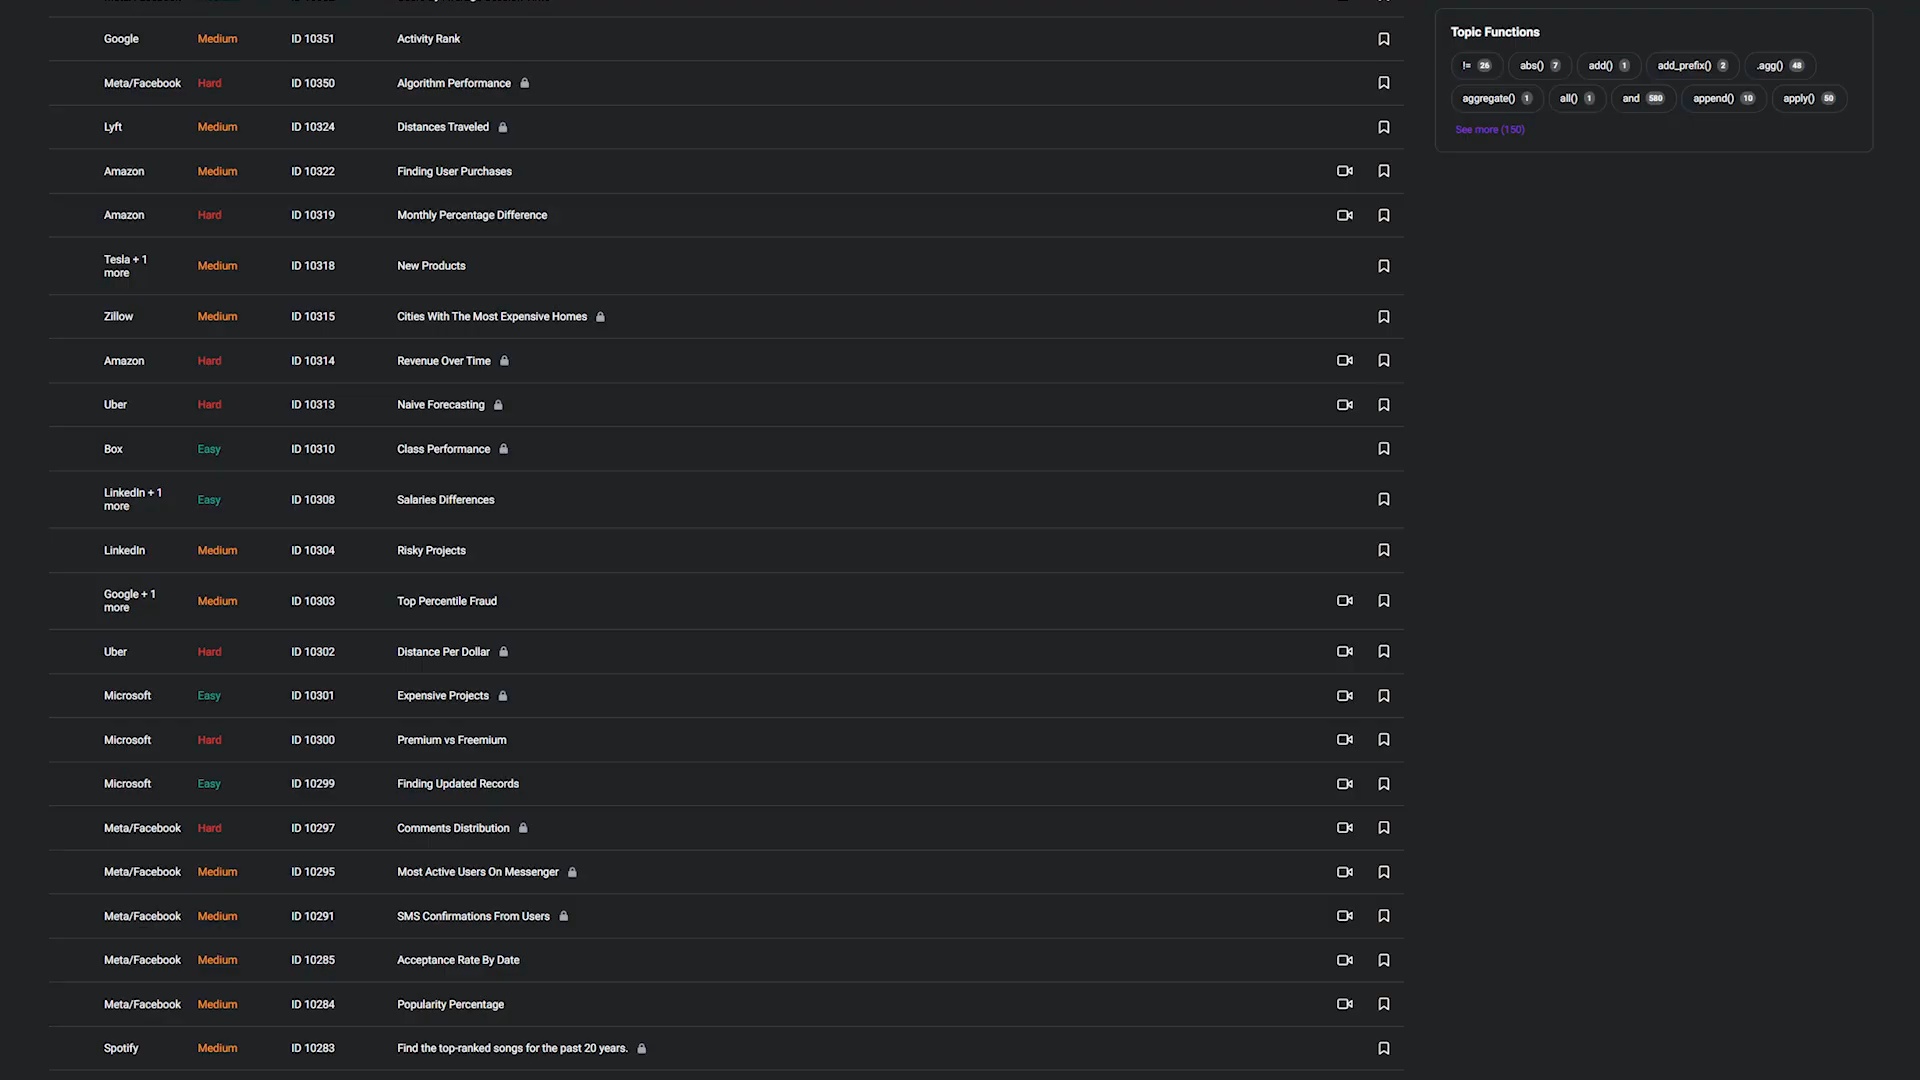 Google Medium ID 10351 Activity Rank
Meta/Facebook Hard ID 10350 Algorithm Performance
Lyft Medium ID 10324 Distances Traveled
Amazon Medium ID 10322 Finding User Purchases
Amazon Hard ID 10319 Monthly Percentage Difference
Tesla + 1
more
Medium ID 10318 New Products
Zillow Medium ID 10315 Cities With The Most Expensive Homes
Amazon Hard ID 10314 Revenue Over Time
Uber Hard ID 10313 Naive Forecasting
Box Easy ID 10310 Class Performance
LinkedIn + 1
more
Easy ID 10308 Salaries Differences
LinkedIn Medium ID 10304 Risky Projects
Google + 1
more
Medium ID 10303 Top Percentile Fraud
Uber Hard ID 10302 Distance Per Dollar
Microsoft Easy ID 10301 Expensive Projects
Microsoft Hard ID 10300 Premium vs Freemium
Microsoft Easy ID 10299 Finding Updated Records
Meta/Facebook Hard ID 10297 Comments Distribution
Meta/Facebook Medium ID 10295 Most Active Users On Messenger
Meta/Facebook Medium ID 10291 SMS Confirmations From Users
Meta/Facebook Medium ID 10285 Acceptance Rate By Date
Meta/Facebook Medium ID 10284 Popularity Percentage
Spotify Medium ID 10283 Find the top-ranked songs for the past 20 years.
Topic Functions
!= 26 abs() 7 add() 1 add_prefix() 2 .agg() 48
aggregate() 1 all() 1 and 580 append() 10 apply() 50
See more (150)